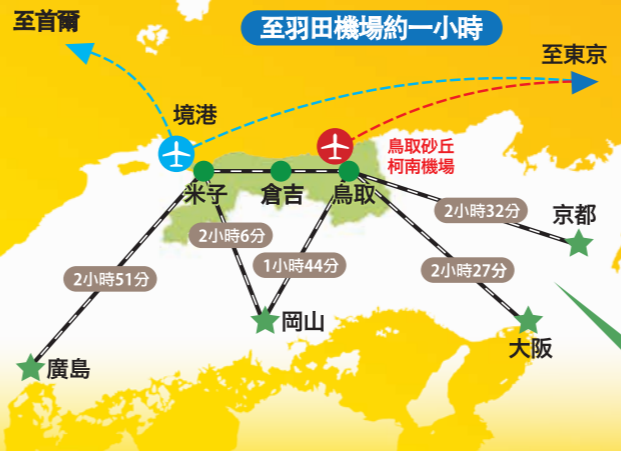 至首爾
至羽田機場約一小時
至東京
境港
鳥取砂丘
柯南機場
米子
倉吉
鳥取
2小時32分
京都
2小時6分
1小時44分
2小時51分
2小時27分
岡山
大阪
廣島